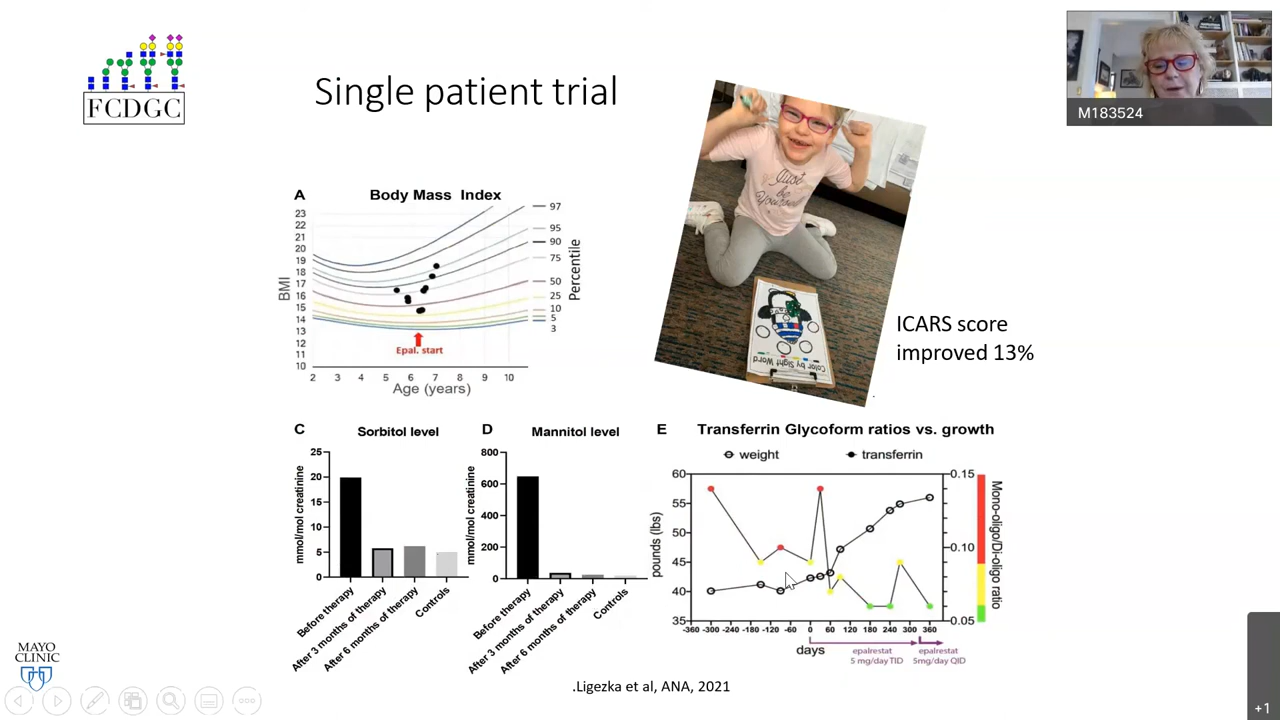 FCDGC
Single patient trial
M183524
A Body Mass Index
23
22
21
20
19
18
17
16
15
14
13
12
11
10
BMI
97
95
90
75
50
25
10
5
3
Percentile
Epal. start
2 3 4 5 6 7 8 9 10
Age (years)
Just
be
Color by Sight Word
ICARS score
improved 13%
C Sorbitol level
25
20
15
10
5
0
mmol/mol creatinine
Before therapy
After 3 months of therapy
After 6 months of therapy
Controls
D Mannitol level
800
600
400
200
0
mmol/mol creatinine
Before therapy
After 3 months of therapy
After 6 months of therapy
Controls
E Transferrin Glycoform ratios vs. growth
weight transferrin
60
55
50
45
40
35
pounds (lbs)
0.15
0.10
0.05
Mono-oligo/Di-oligo ratio
-360 -300 -240 -180 -120 -60 0 60 120 180 240 300 360
days
epalrestat
5 mg/day TID
epalrestat
5mg/day QID
MAYO
CLINIC
.Ligezka et al, ANA, 2021
+1